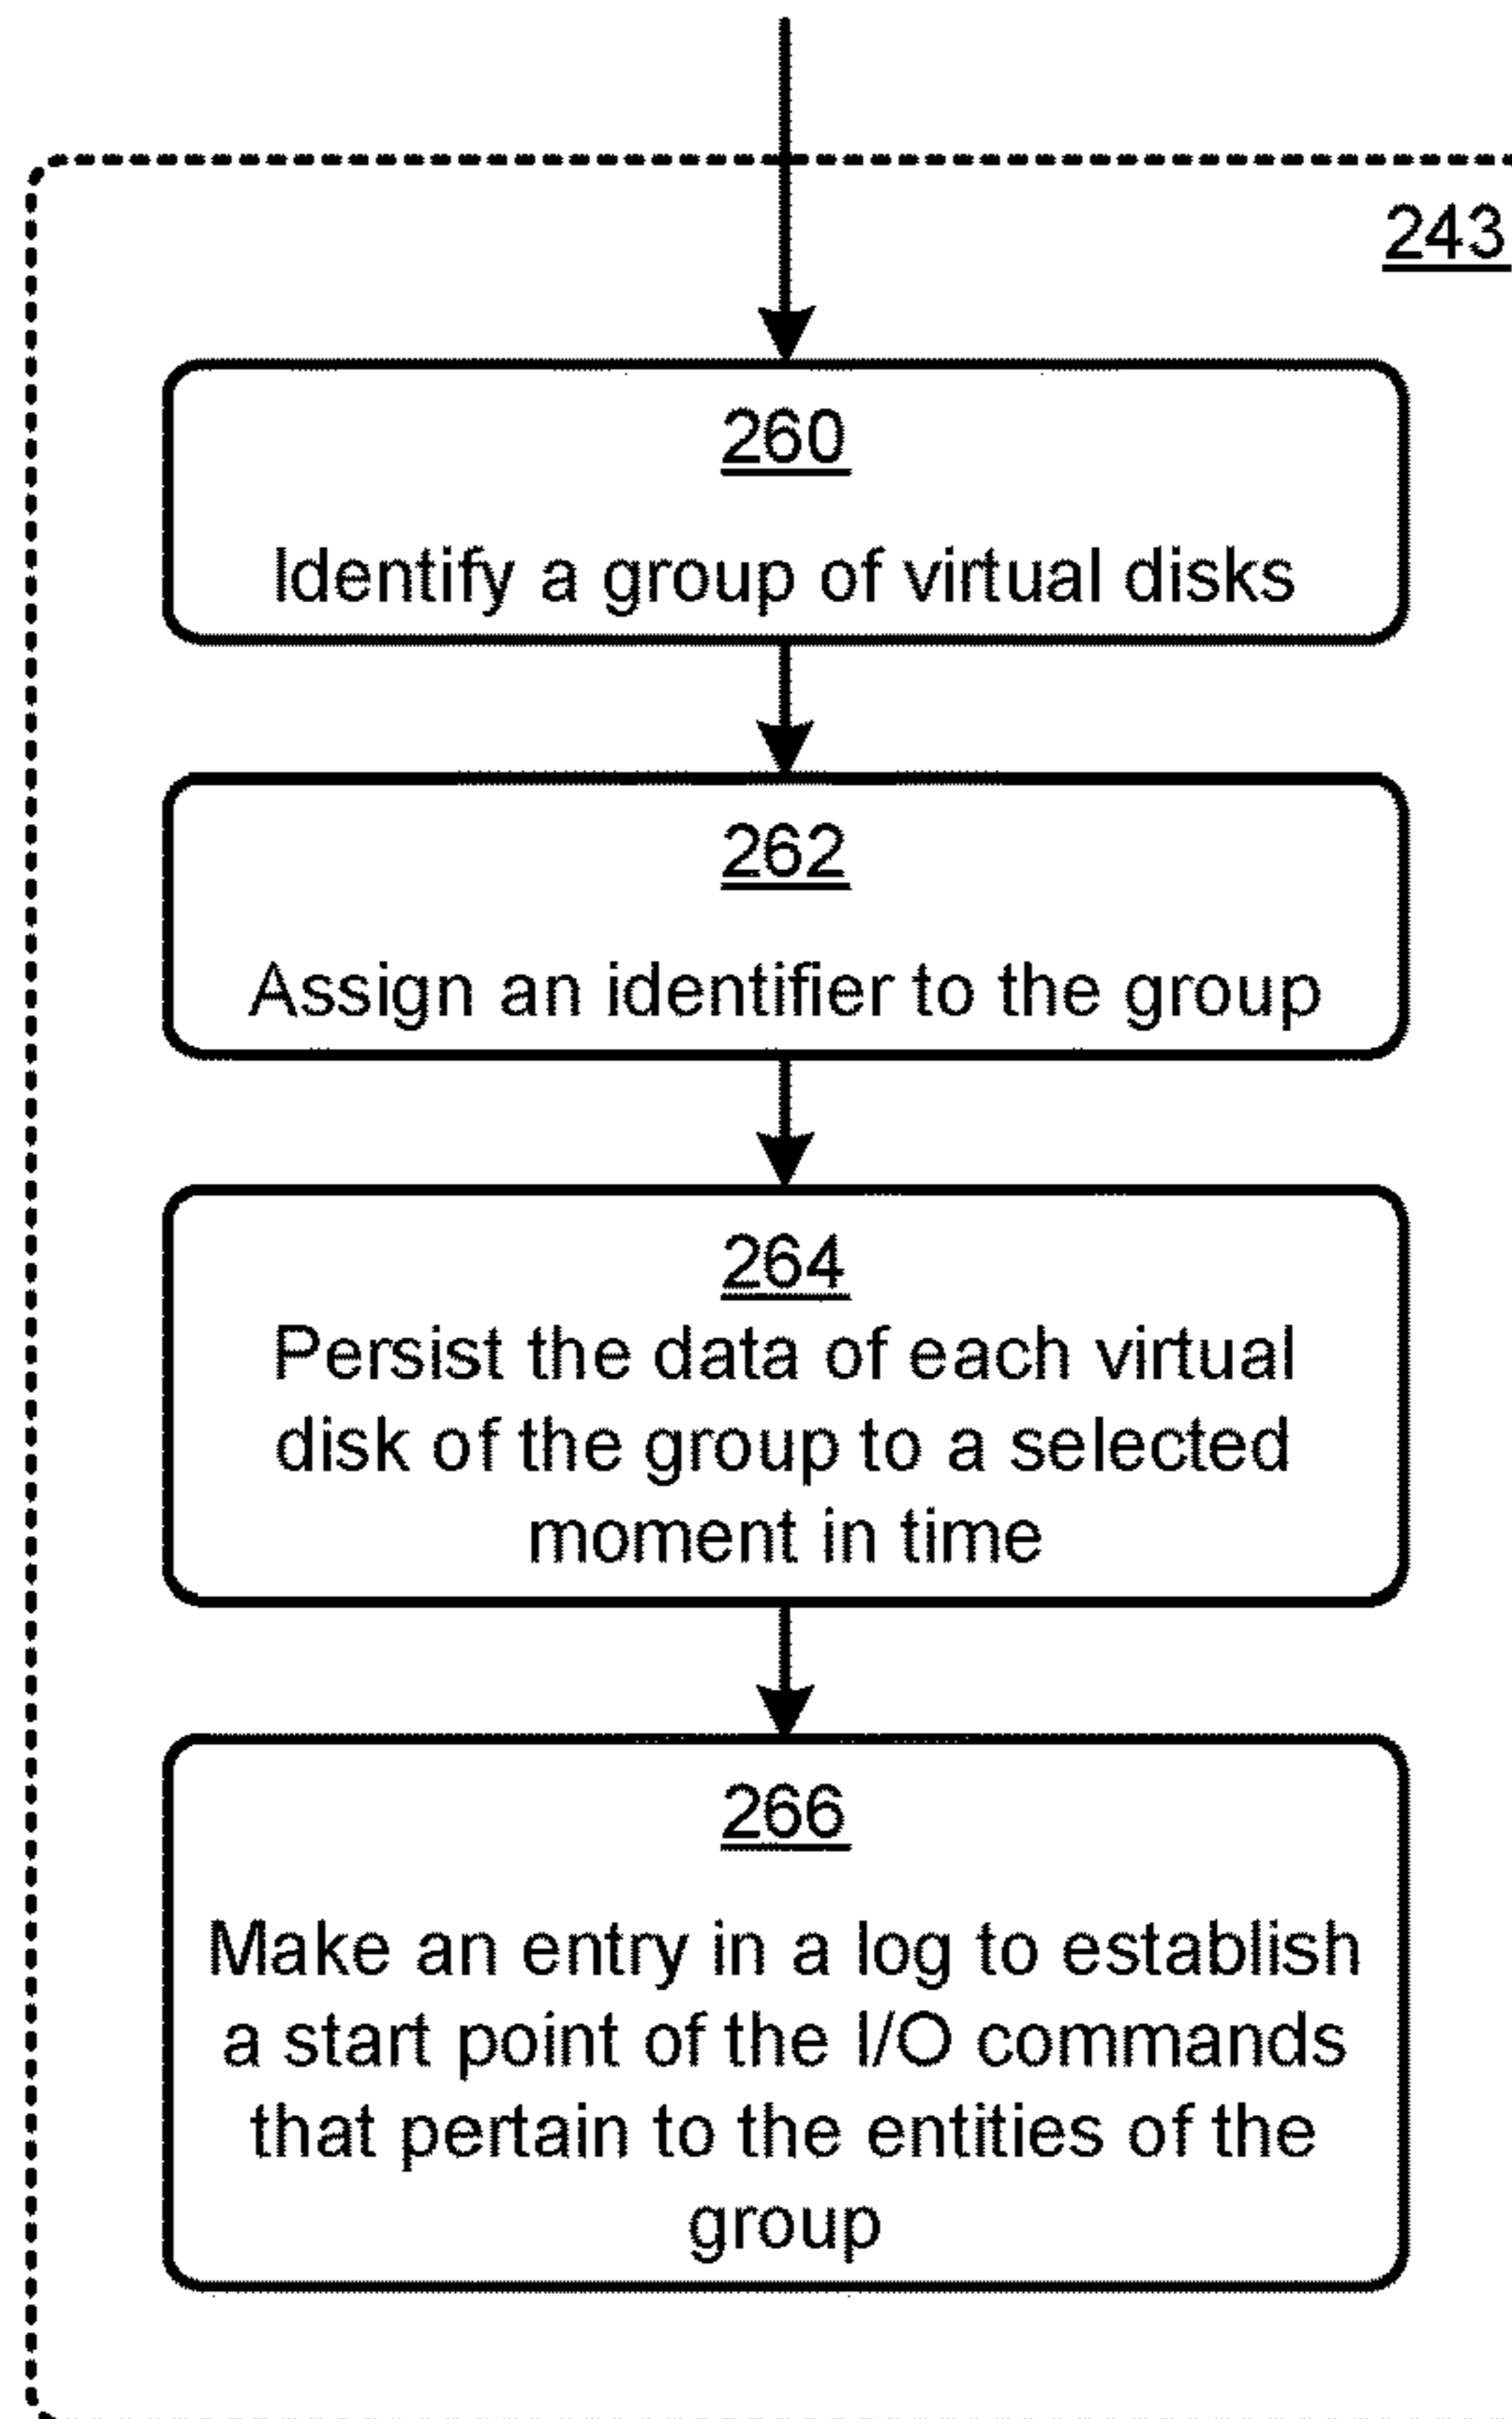 243
260
Identify a group of virtual disks
262
Assign an identifier to the group
264
Persist the data of each virtual
disk of the group to a selected
moment in time
266
Make an entry in a log to establish
a start point of the I/O commands
that pertain to the entities of the
group